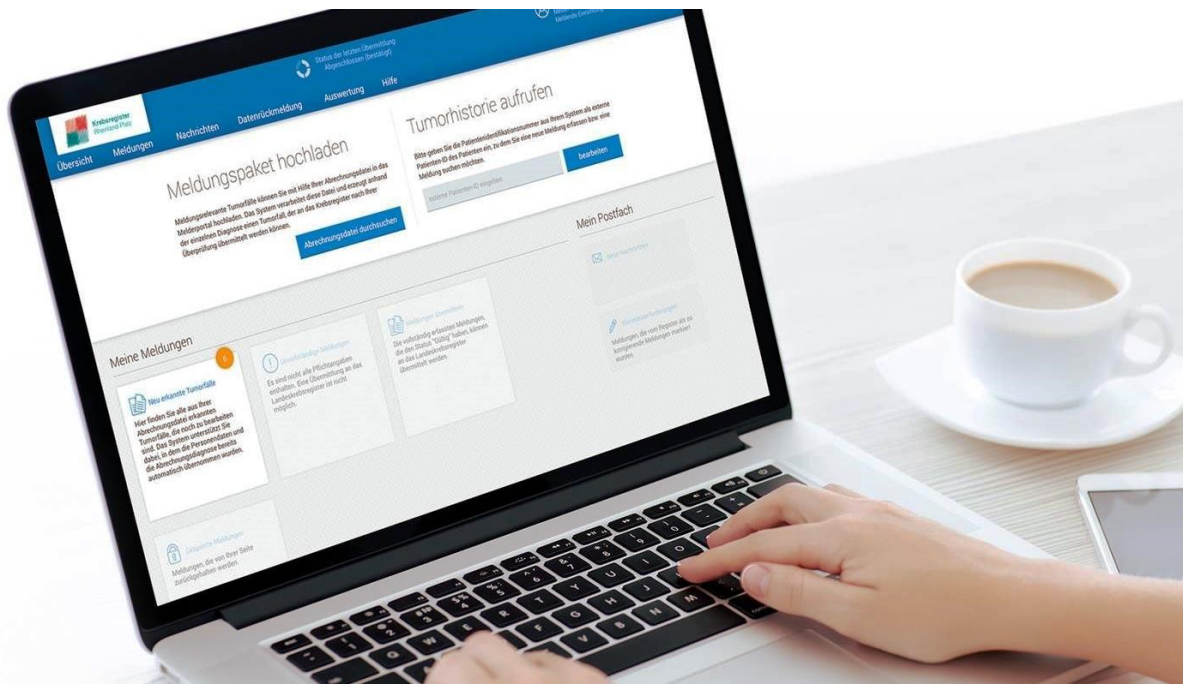 Status der letzten Übermittlung
Abgeschlossen (bestätigt)
Meldende Einrichtung
Krebsregister
Rheinland-Pfalz
Übersicht Meldungen Nachrichten Datenrückmeldung Auswertung Hilfe
Meldungspaket hochladen
Meldungsrelevante Tumorfälle können Sie mit Hilfe Ihrer Abrechnungsdatei in das
Melderportal hochladen. Das System verarbeitet diese Datei und erzeugt anhand
der einzelnen Diagnose einen Tumorfall, der an das Krebsregister nach Ihrer
Überprüfung übermittelt werden können.
Abrechnungsdatei durchsuchen
Tumorhistorie aufrufen
Bitte geben Sie die Patientenidentifikationsnummer aus Ihrem System als externe
Patienten-ID des Patienten ein, zu dem Sie eine neue Meldung erfassen bzw. eine
Meldung suchen möchten.
externe Patienten-ID eingeben
bearbeiten
Meine Meldungen
5
Neu erkannte Tumorfälle
Hier finden Sie alle aus Ihrer
Abrechnungsdatei erkannten
Tumorfälle, die noch zu bearbeiten
sind. Das System unterstützt Sie
dabei, in dem die Personendaten und
die Abrechnungsdiagnose bereits
automatisch übernommen wurden.
Unvollständige Meldungen
Es sind nicht alle Pflichtangaben
enthalten. Eine Übermittlung an das
Landeskrebsregister ist nicht
möglich.
Meldungen übermitteln
Die vollständig erfassten Meldungen,
die den Status "Gültig" haben, können
an das Landeskrebsregister
übermittelt werden.
Gesperrte Meldungen
Meldungen, die von Ihrer Seite
zurückgehalten werden.
Mein Postfach
Neue Nachrichten
Meldungen, die vom Register als zu
korrigierende Meldungen markiert
wurden.